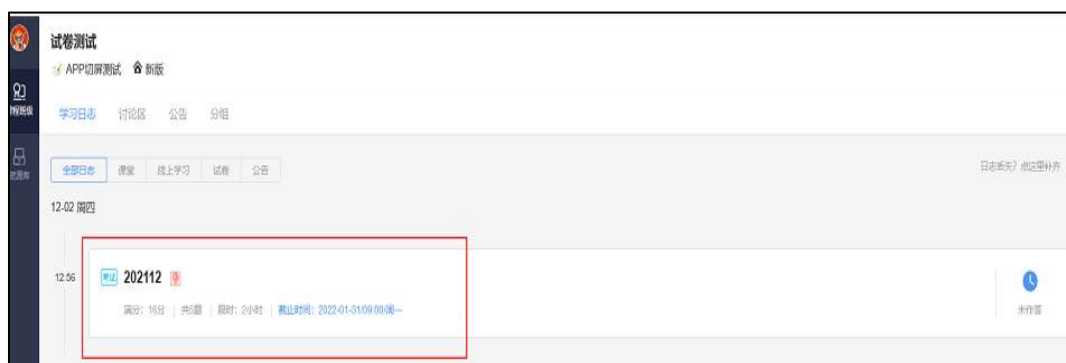 试卷测试
APP切屏测试 新版
学习日志 讨论区 公告 分组
全部日志 课堂 线上学习 试卷 公告
日志丢失? 点这里补齐
12-02 周四
12:56
考试 202112
满分: 16分 | 共5题 | 限时: 2小时 | 截止时间: 2022-01-31/09:00/周一
未作答